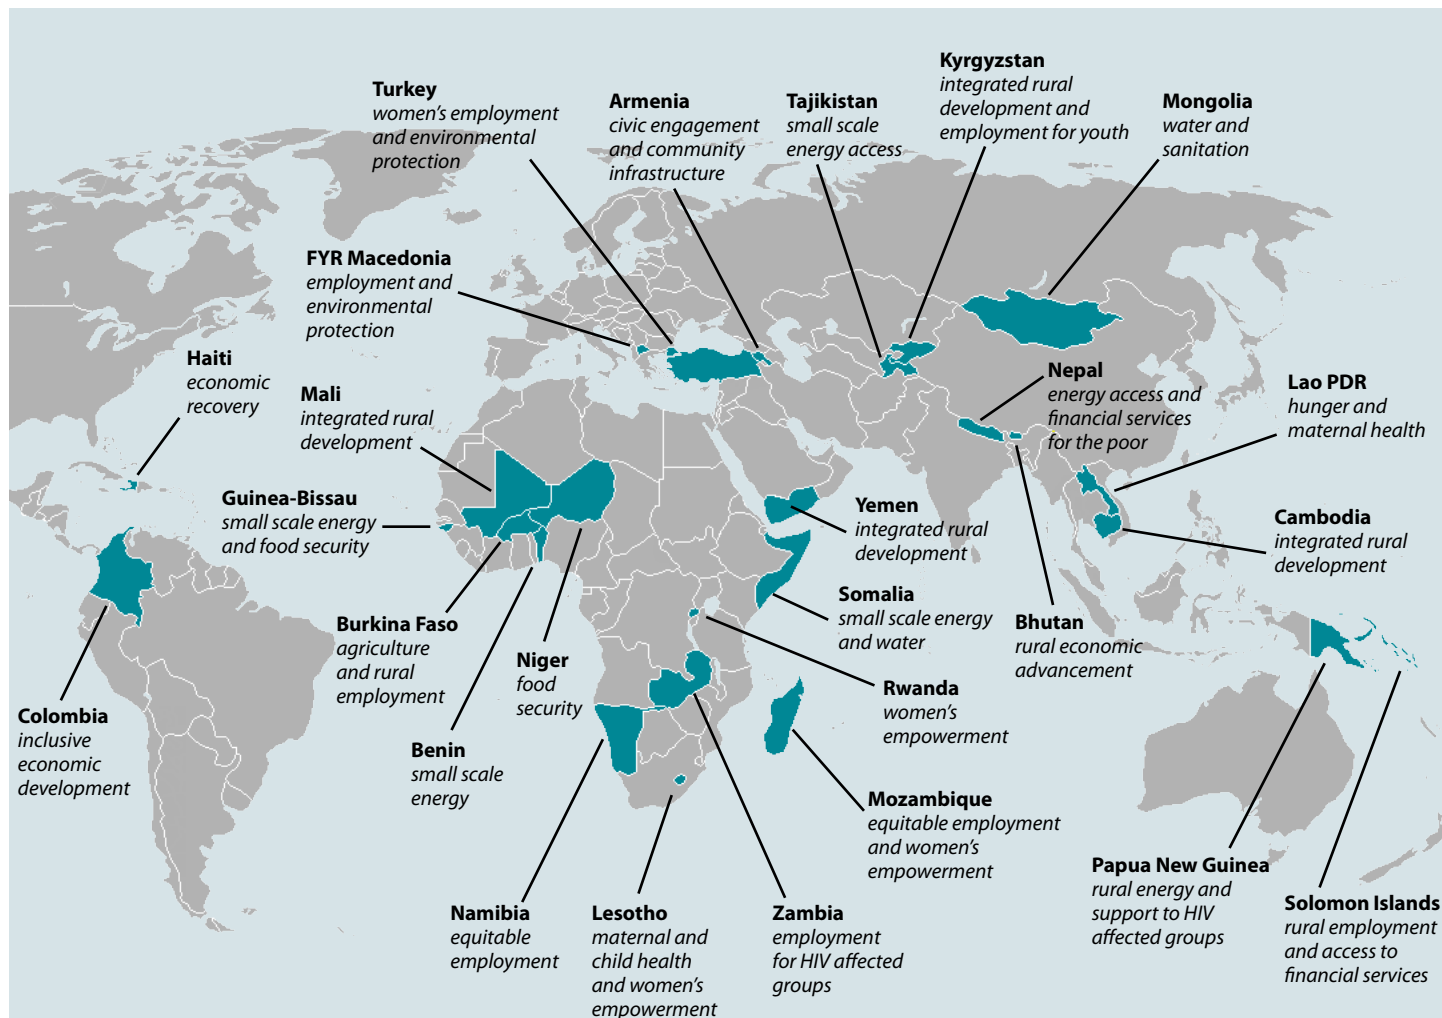 Turkey
women's employment
and environmental
protection
Armenia
civic engagement
and community
infrastructure
Tajikistan
small scale
energy access
Kyrgyzstan
integrated rural
development and
employment for youth
Mongolia
water and
sanitation
FYR Macedonia
employment and
environmental
protection
Haiti
economic
recovery
Mali
integrated rural
development
Nepal
energy access and
financial services
for the poor
Lao PDR
hunger and
maternal health
Guinea-Bissau
small scale energy
and food security
Yemen
integrated rural
development
Cambodia
integrated rural
development
Somalia
small scale energy
and water
Bhutan
rural economic
advancement
Burkina Faso
agriculture
and rural
employment
Niger
food
security
Rwanda
women's
empowerment
Colombia
inclusive
economic
development
Benin
small scale
energy
Mozambique
equitable employment
and women's
empowerment
Papua New Guinea
rural energy and
support to HIV
affected groups
Solomon Islands
rural employment
and access to
financial services
Namibia
equitable
employment
Lesotho
maternal and
child health
and women's
empowerment
Zambia
employment
for HIV affected
groups